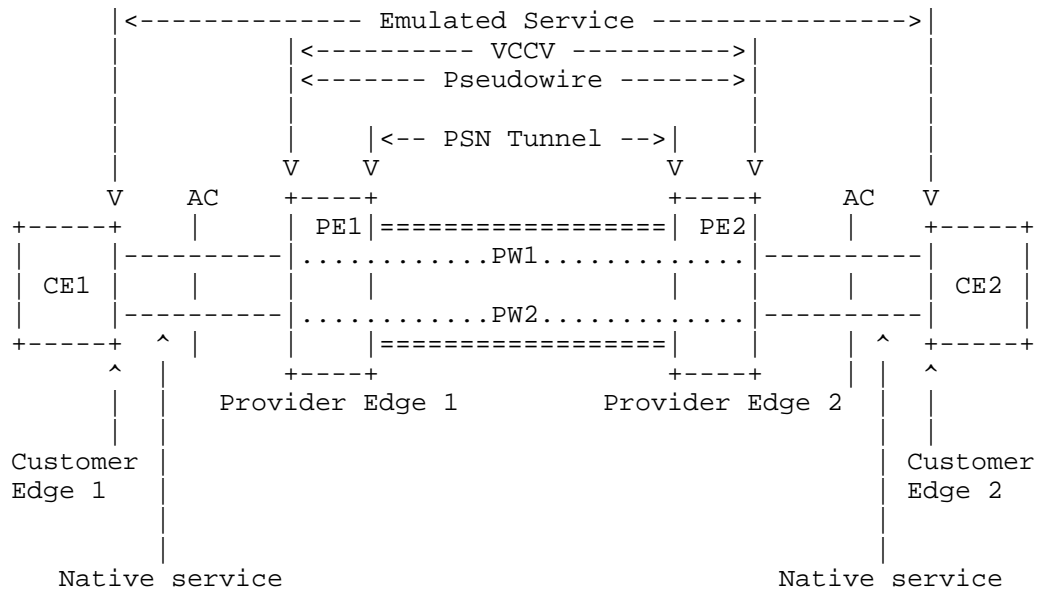 |<-------------- Emulated Service ---------------->|
|<---------- VCCV ---------->|
|<------- Pseudowire ------->|
|<-- PSN Tunnel -->|
V V V V
V AC +----+ +----+ AC V
+-----+ | | PE1|==================| PE2| | +-----+
| |----------|............PW1.............|----------| |
| CE1 | | | | | | | | CE2 |
| |----------|............PW2.............|----------| |
+-----+ ^ | | |==================| | | ^ +-----+
^ | +----+ +----+ | | ^
| | Provider Edge 1 Provider Edge 2 | |
| | | |
Customer | | Customer
Edge 1 | | Edge 2
| |
| |
Native service Native service